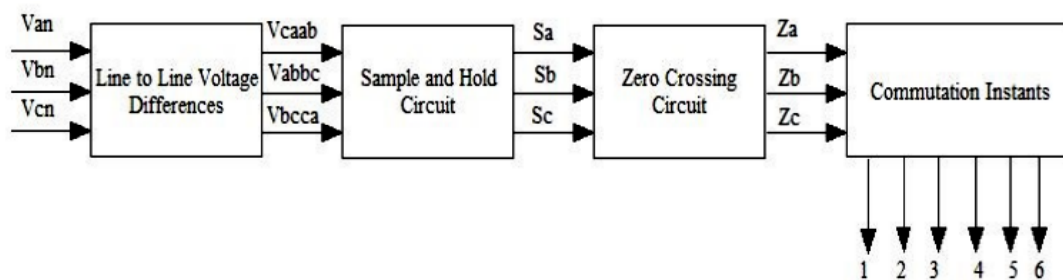 Van
Vbn
Vcn
Line to Line Voltage
Differences
Vcaab
Vabbc
Vbcca
Sample and Hold
Circuit
Sa
Sb
Sc
Zero Crossing
Circuit
Za
Zb
Zc
Commutation Instants
1 2 3 4 5 6